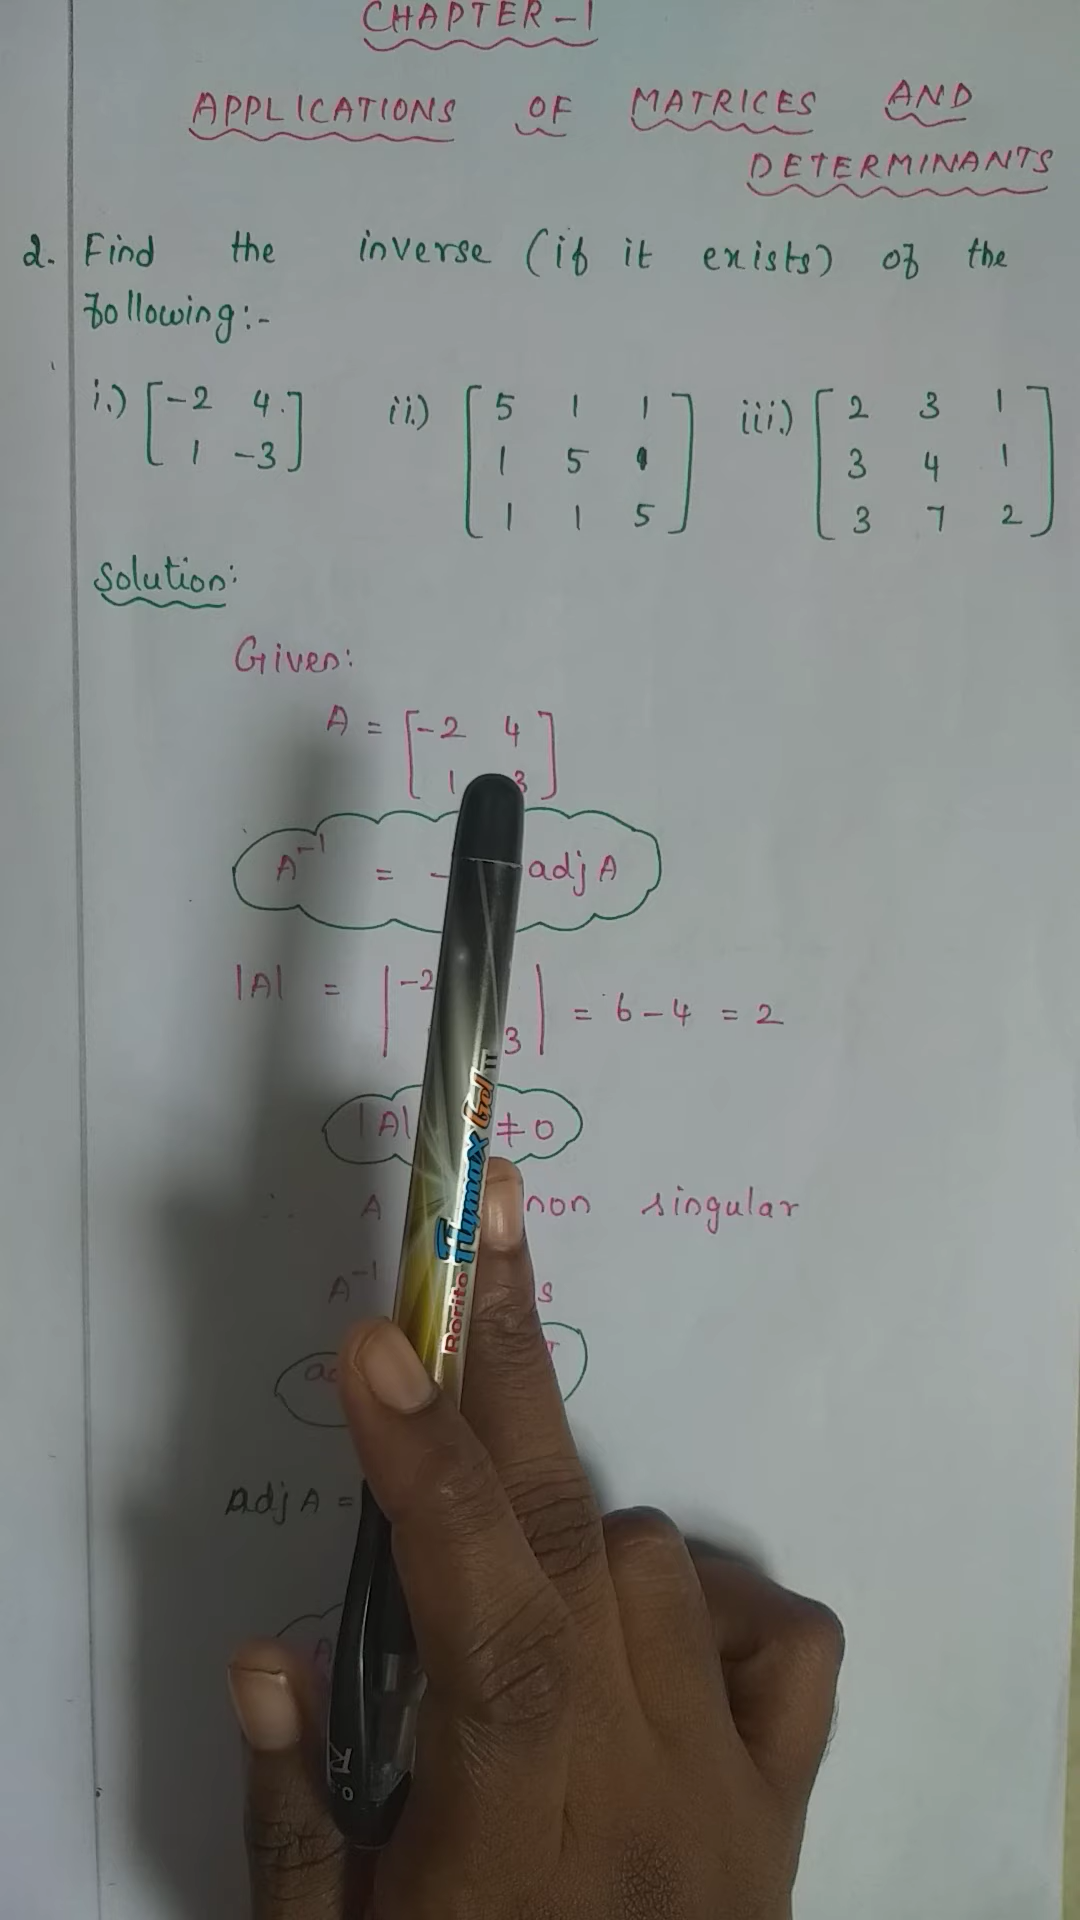 CHAPTER-1
APPLICATIONS OF MATRICES AND
DETERMINANTS
2. Find the inverse (if it exists) of the
following:-
i.) [-2 4 ii.) [5 1 1] iii.) [2 3 1]
1 -3] 1 5 1 3 4 1
1 1 5 3 7 2
Solution:
Given:
A = [-2 4]
1 3
A⁻¹ = adj A
|A| = |-2 3| = 6-4 = 2
|A| ≠ 0
∴ A non singular
A⁻¹ s
Adj A =
Rorito Flymax Gel